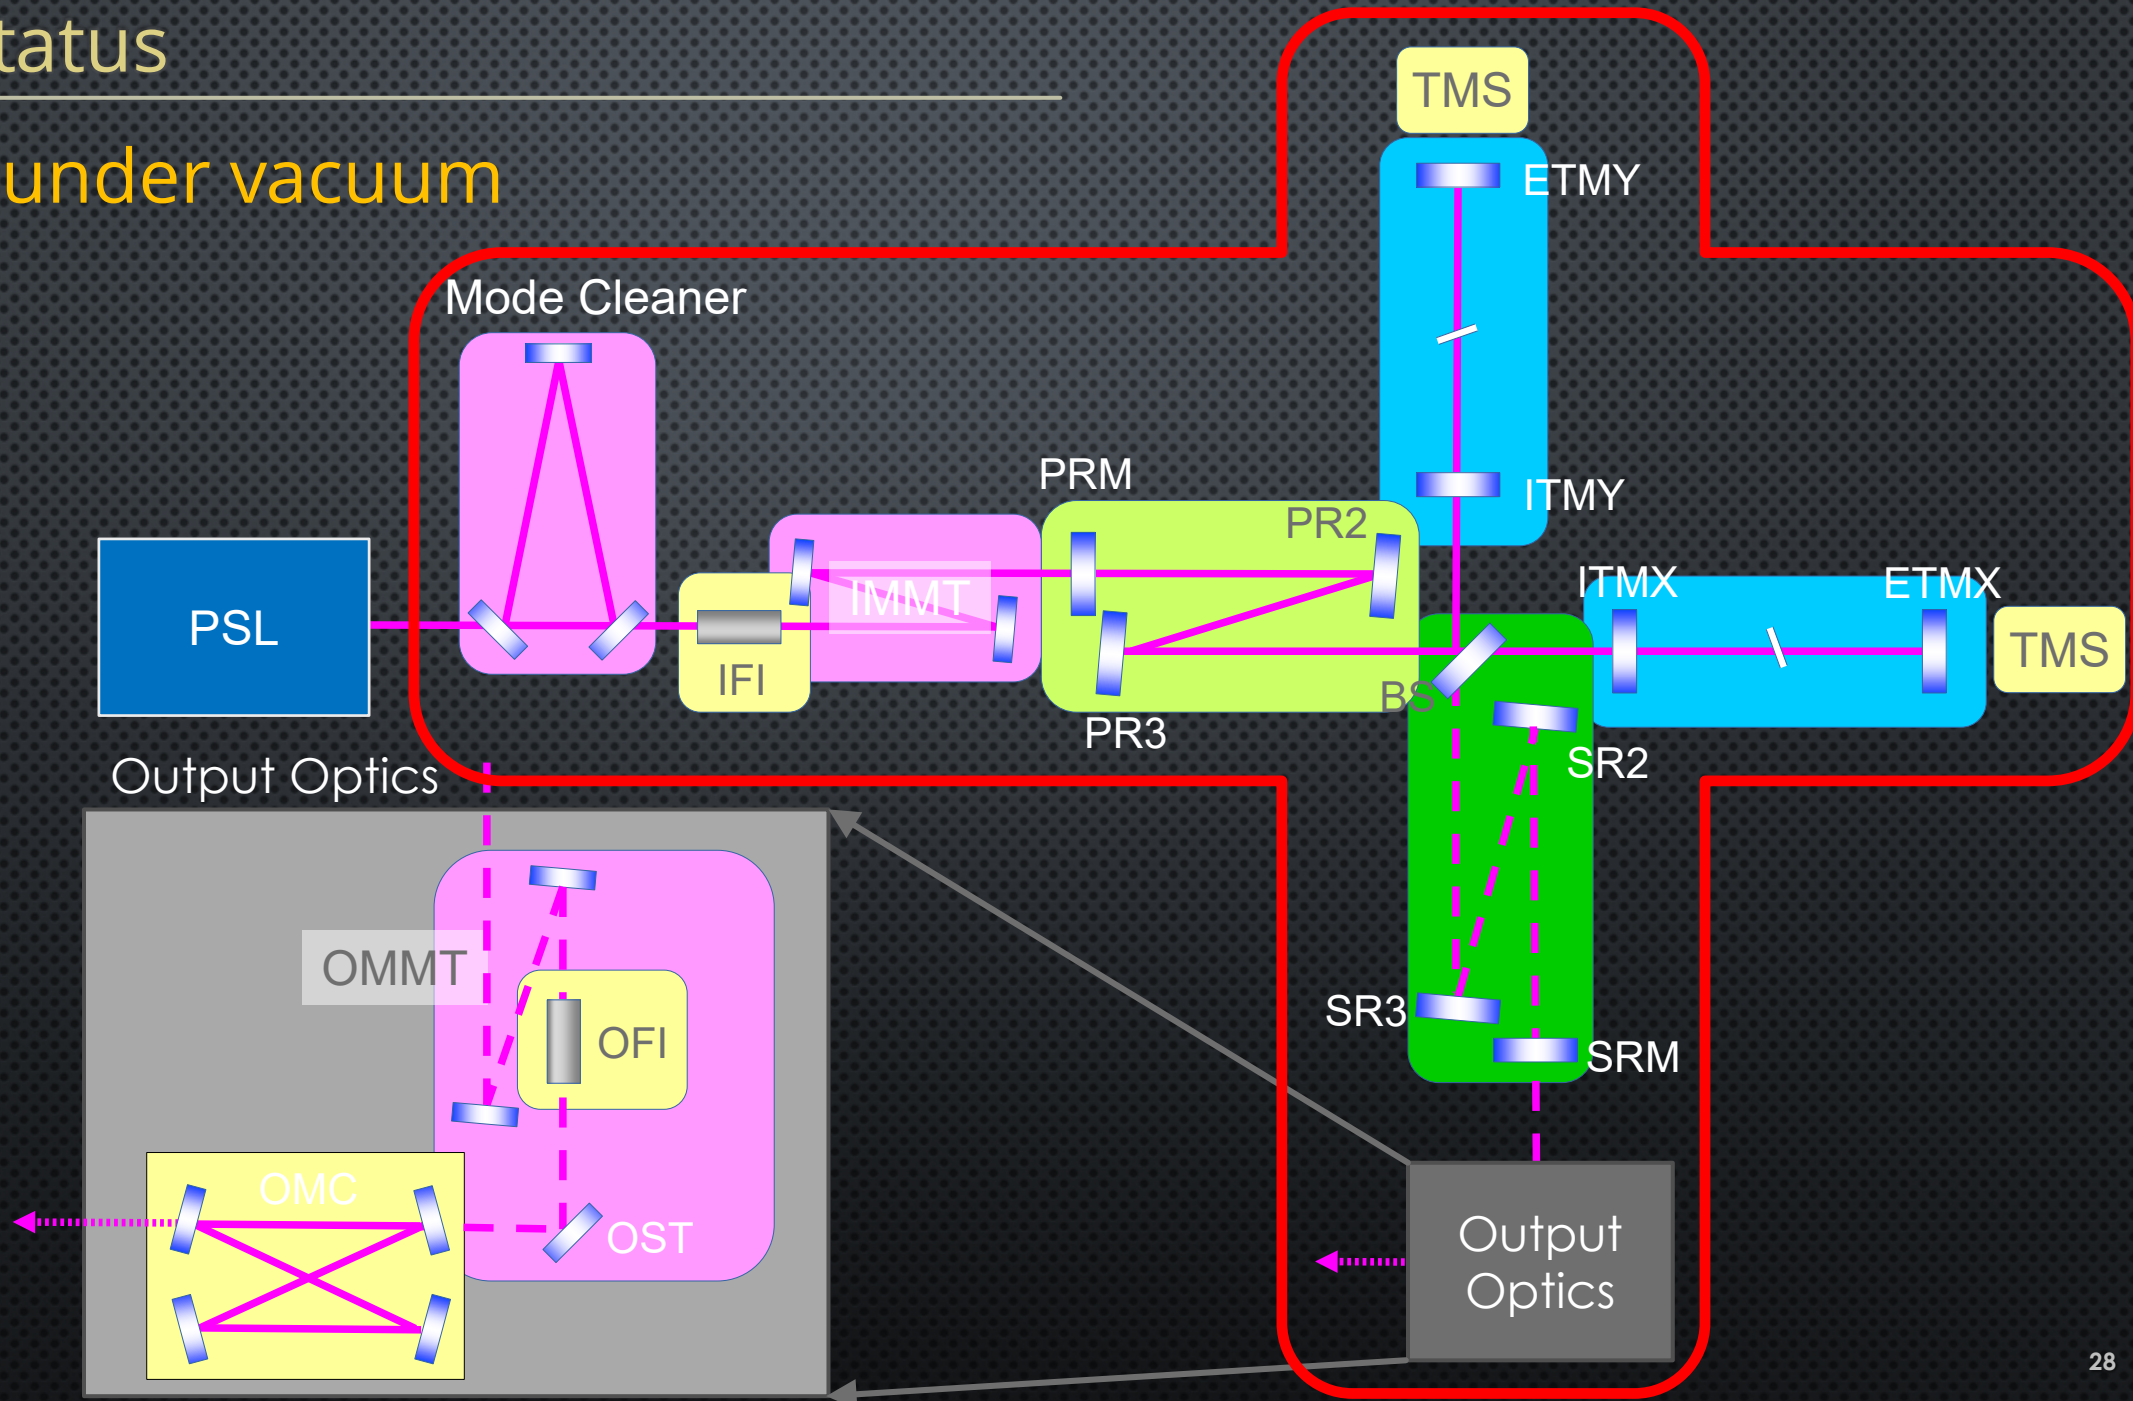 tatus
under vacuum
TMS
ETMY
Mode Cleaner
PRM
PR2
ITMY
ITMX
ETMX
IMMT
PSL
IFI
TMS
BS
PR3
SR2
Output Optics
OMMT
SR3
OFI
SRM
OMC
OST
Output
Optics
28